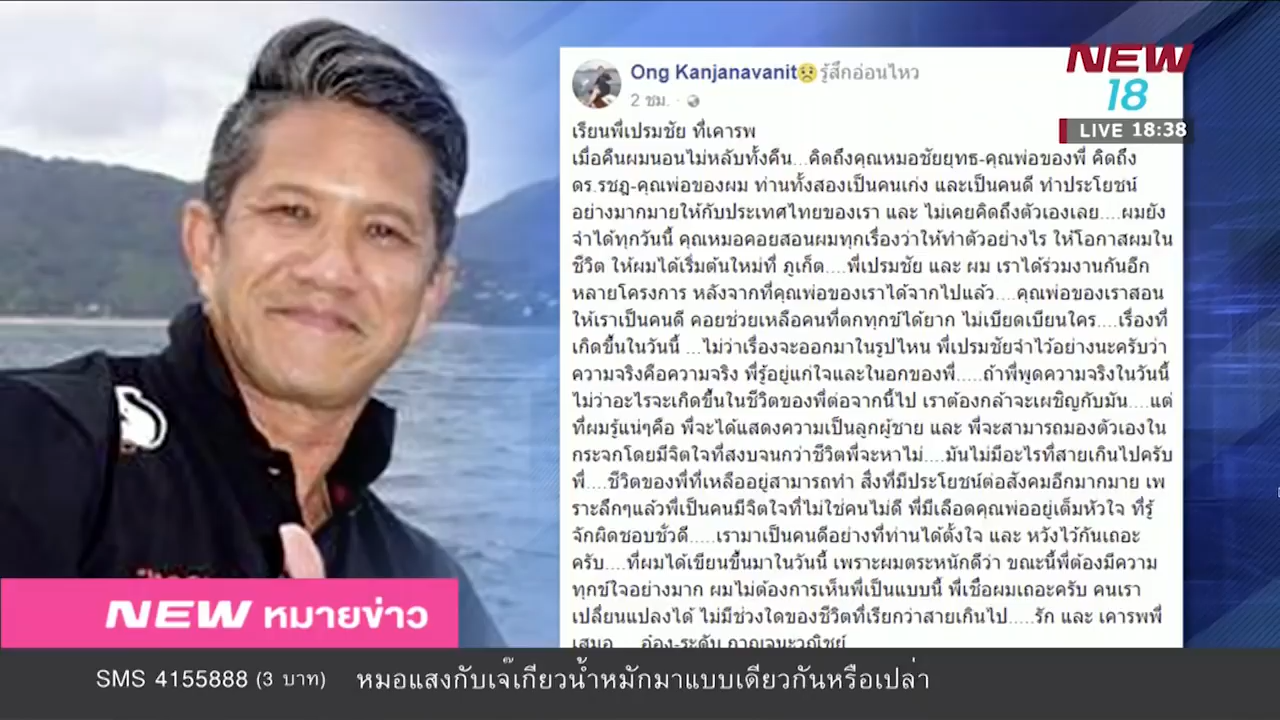 Ong Kanjanavanit😟รู้สึกอ่อนไหว
2 ชม. ·
NEW
18
LIVE 18:38
เรียนพี่เปรมชัย ที่เคารพ
เมื่อคืนผมนอนไม่หลับทั้งคืน...คิดถึงคุณหมอชัยยุทธ-คุณพ่อของพี่ คิดถึง
ดร.รชฎ-คุณพ่อของผม ท่านทั้งสองเป็นคนเก่ง และเป็นคนดี ทำประโยชน์
อย่างมากมายให้กับประเทศไทยของเรา และ ไม่เคยคิดถึงตัวเองเลย....ผมยัง
จำได้ทุกวันนี้ คุณหมอคอยสอนผมทุกเรื่องว่าให้ทำตัวอย่างไร ให้โอกาสผมใน
ชีวิต ให้ผมได้เริ่มต้นใหม่ที่ ภูเก็ต....พี่เปรมชัย และ ผม เราได้ร่วมงานกันอีก
หลายโครงการ หลังจากที่คุณพ่อของเราได้จากไปแล้ว....คุณพ่อของเราสอน
ให้เราเป็นคนดี คอยช่วยเหลือคนที่ตกทุกข์ได้ยาก ไม่เบียดเบียนใคร....เรื่องที่
เกิดขึ้นในวันนี้ ...ไม่ว่าเรื่องจะออกมาในรูปไหน พี่เปรมชัยจำไว้อย่างนะครับว่า
ความจริงคือความจริง พี่รู้อยู่แก่ใจและในอกของพี่.....ถ้าพี่พูดความจริงในวันนี้
ไม่ว่าอะไรจะเกิดขึ้นในชีวิตของพี่ต่อจากนี้ไป เราต้องกล้าจะเผชิญกับมัน....แต่
ที่ผมรู้แน่ๆคือ พี่จะได้แสดงความเป็นลูกผู้ชาย และ พี่จะสามารถมองตัวเองใน
กระจกโดยมีจิตใจที่สงบจนกว่าชีวิตพี่จะหาไม่....มันไม่มีอะไรที่สายเกินไปครับ
พี่....ชีวิตของพี่ที่เหลืออยู่สามารถทำ สิ่งที่มีประโยชน์ต่อสังคมอีกมากมาย เพ
ราะลึกๆแล้วพี่เป็นคนมีจิตใจที่ไม่ใช่คนไม่ดี พี่มีเลือดคุณพ่ออยู่เต็มหัวใจ ที่รู้
จักผิดชอบชั่วดี.....เรามาเป็นคนดีอย่างที่ท่านได้ตั้งใจ และ หวังไว้กันเถอะ
ครับ....ที่ผมได้เขียนขึ้นมาในวันนี้ เพราะผมตระหนักดีว่า ขณะนี้พี่ต้องมีความ
ทุกข์ใจอย่างมาก ผมไม่ต้องการเห็นพี่เป็นแบบนี้ พี่เชื่อผมเถอะครับ คนเรา
เปลี่ยนแปลงได้ ไม่มีช่วงใดของชีวิตที่เรียกว่าสายเกินไป.....รัก และ เคารพพี่
เสมอ.....อ๋อง-ระดับ กาญจนะวณิชย์
NEW หมายข่าว
SMS 4155888 (3 บาท) หมอแสงกับเจ๊เกียวน้ำหมักมาแบบเดียวกันหรือเปล่า